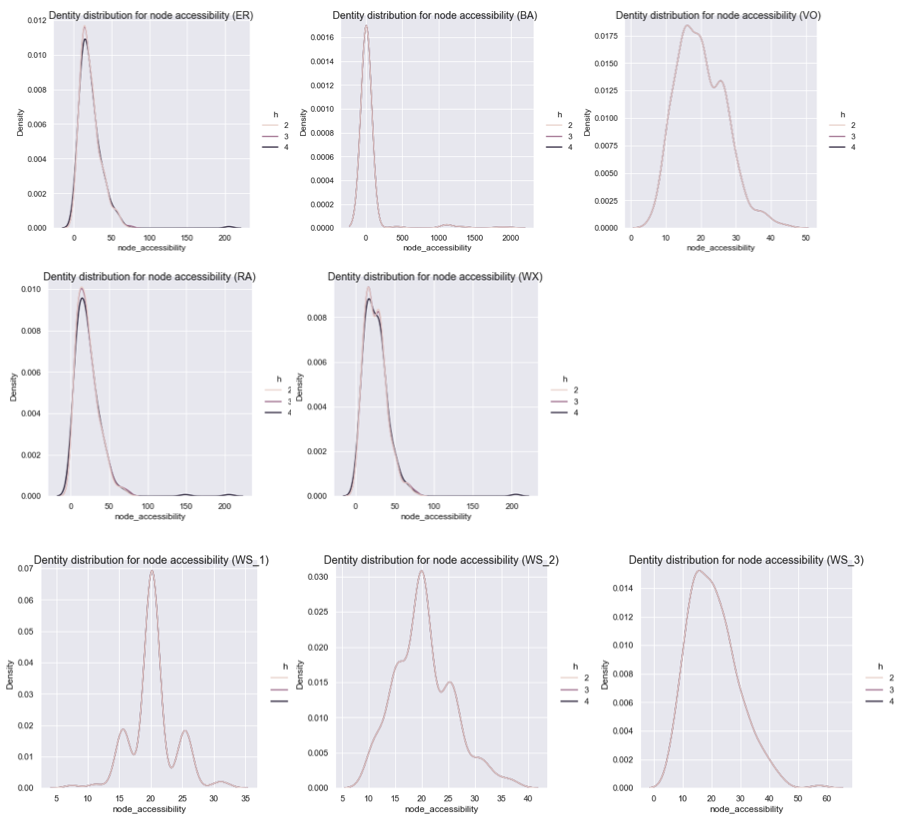 Dentity distribution for node accessibility (ER)
0.012
0.010
0.008
0.006
0.004
0.002
0.000
Density
0 50 100 150 200
node_accessibility
h
2
3
4
Dentity distribution for node accessibility (BA)
0.0016
0.0014
0.0012
0.0010
0.0008
0.0006
0.0004
0.0002
0.0000
Density
0 500 1000 1500 2000
node_accessibility
h
2
3
4
Dentity distribution for node accessibility (VO)
0.0175
0.0150
0.0125
0.0100
0.0075
0.0050
0.0025
0.0000
Density
0 10 20 30 40 50
node_accessibility
h
2
3
4
Dentity distribution for node accessibility (RA)
0.010
0.008
0.006
0.004
0.002
0.000
Density
0 50 100 150 200
node_accessibility
h
2
3
4
Dentity distribution for node accessibility (WX)
0.008
0.006
0.004
0.002
0.000
Density
0 50 100 150 200
node_accessibility
h
2
3
4
Dentity distribution for node accessibility (WS_1)
0.07
0.06
0.05
0.04
0.03
0.02
0.01
0.00
Density
5 10 15 20 25 30 35
node_accessibility
h
2
3
4
Dentity distribution for node accessibility (WS_2)
0.030
0.025
0.020
0.015
0.010
0.005
0.000
Density
5 10 15 20 25 30 35 40
node_accessibility
h
2
3
4
Dentity distribution for node accessibility (WS_3)
0.014
0.012
0.010
0.008
0.006
0.004
0.002
0.000
Density
0 10 20 30 40 50 60
node_accessibility
h
2
3
4